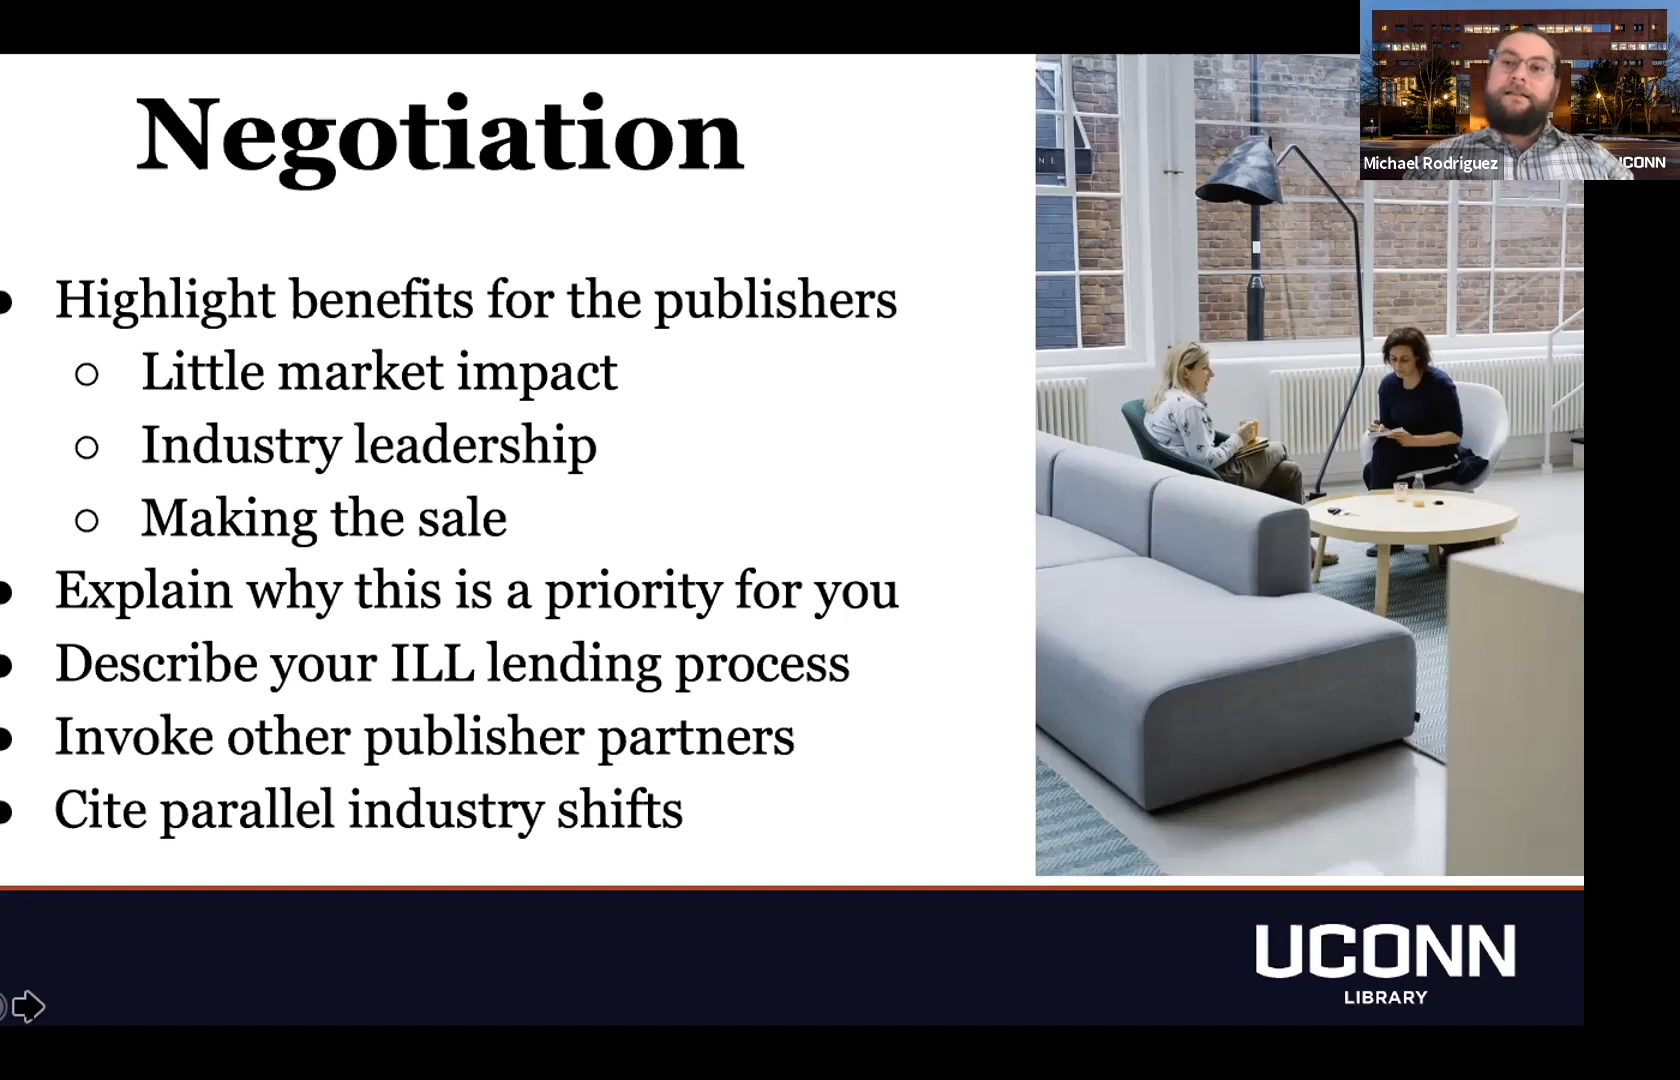 Negotiation
Highlight benefits for the publishers
Little market impact
Industry leadership
Making the sale
Explain why this is a priority for you
Describe your ILL lending process
Invoke other publisher partners
Cite parallel industry shifts
Michael Rodriguez
UCONN
UCONN
LIBRARY